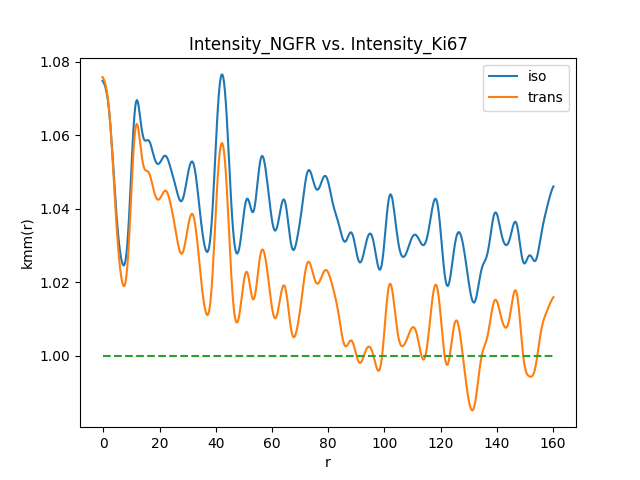 Intensity_NGFR vs. Intensity_Ki67
iso
trans
kmm(r)
1.08
1.06
1.04
1.02
1.00
0 20 40 60 80 100 120 140 160
r